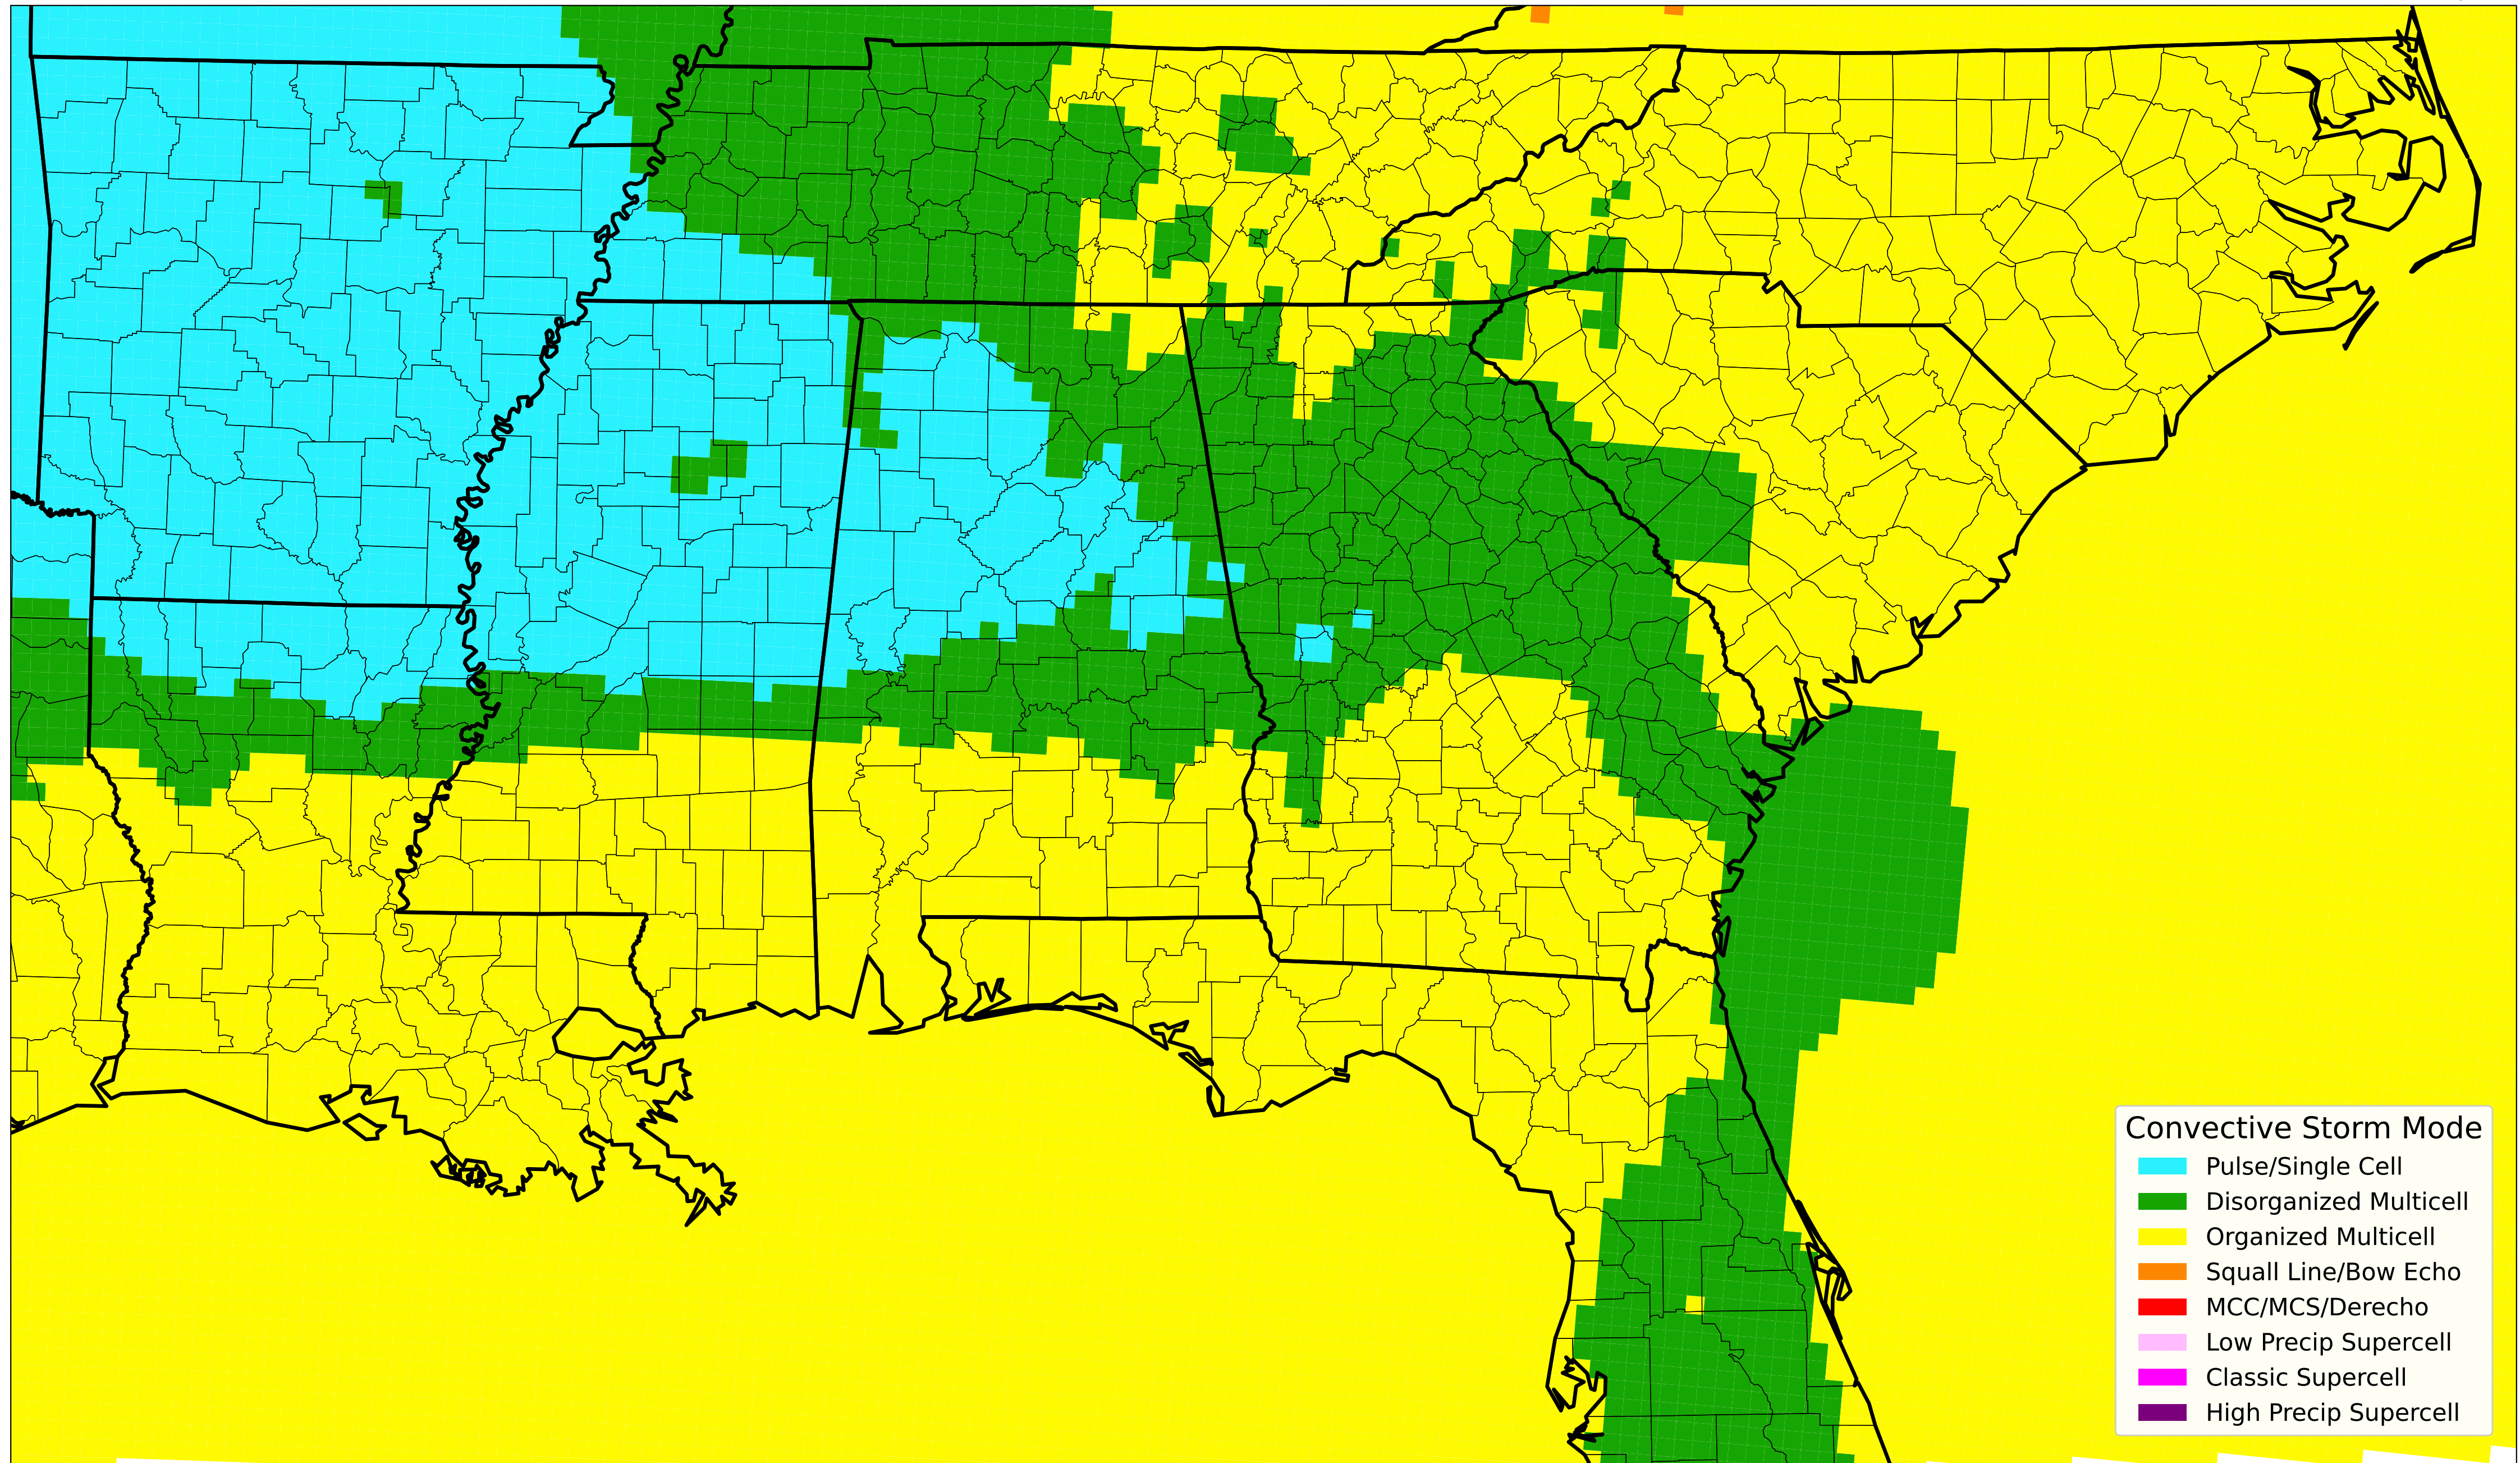 Convective Storm Mode
Pulse/Single Cell
Disorganized Multicell
Organized Multicell
Squall Line/Bow Echo
MCC/MCS/Derecho
Low Precip Supercell
Classic Supercell
High Precip Supercell